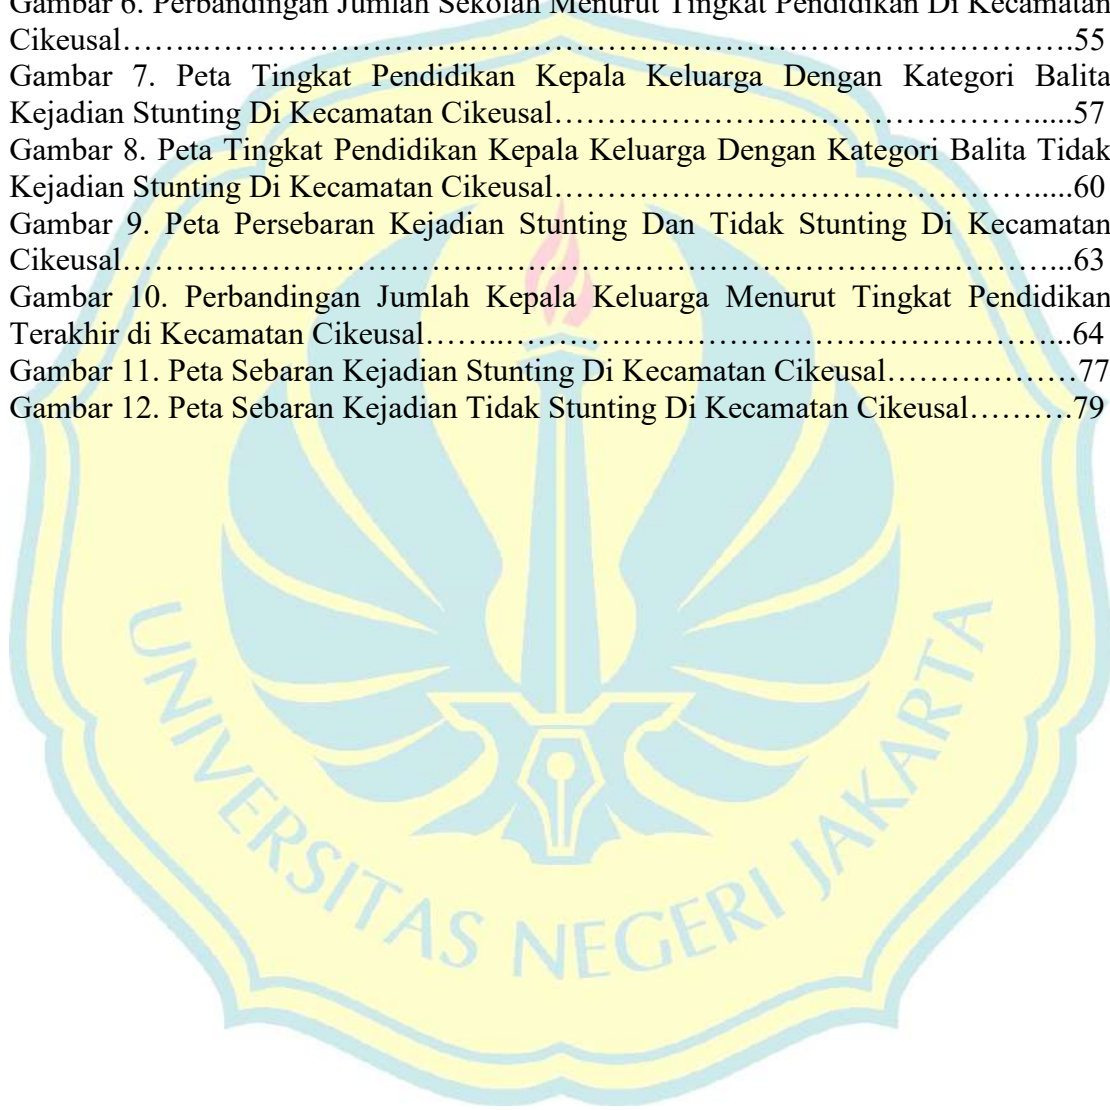 Gambar 6. Perbandingan Jumlah Sekolah Menurut Tingkat Pendidikan Di Kecamatan
Cikeusal……..…………………………………………………………………….55
Gambar 7. Peta Tingkat Pendidikan Kepala Keluarga Dengan Kategori Balita
Kejadian Stunting Di Kecamatan Cikeusal……………………………………….....57
Gambar 8. Peta Tingkat Pendidikan Kepala Keluarga Dengan Kategori Balita Tidak
Kejadian Stunting Di Kecamatan Cikeusal……………………………………….....60
Gambar 9. Peta Persebaran Kejadian Stunting Dan Tidak Stunting Di Kecamatan
Cikeusal……………………………………………………………………………...63
Gambar 10. Perbandingan Jumlah Kepala Keluarga Menurut Tingkat Pendidikan
Terakhir di Kecamatan Cikeusal……..……………………………………………...64
Gambar 11. Peta Sebaran Kejadian Stunting Di Kecamatan Cikeusal………………77
Gambar 12. Peta Sebaran Kejadian Tidak Stunting Di Kecamatan Cikeusal……….79
UNIVERSITAS NEGERI JAKARTA